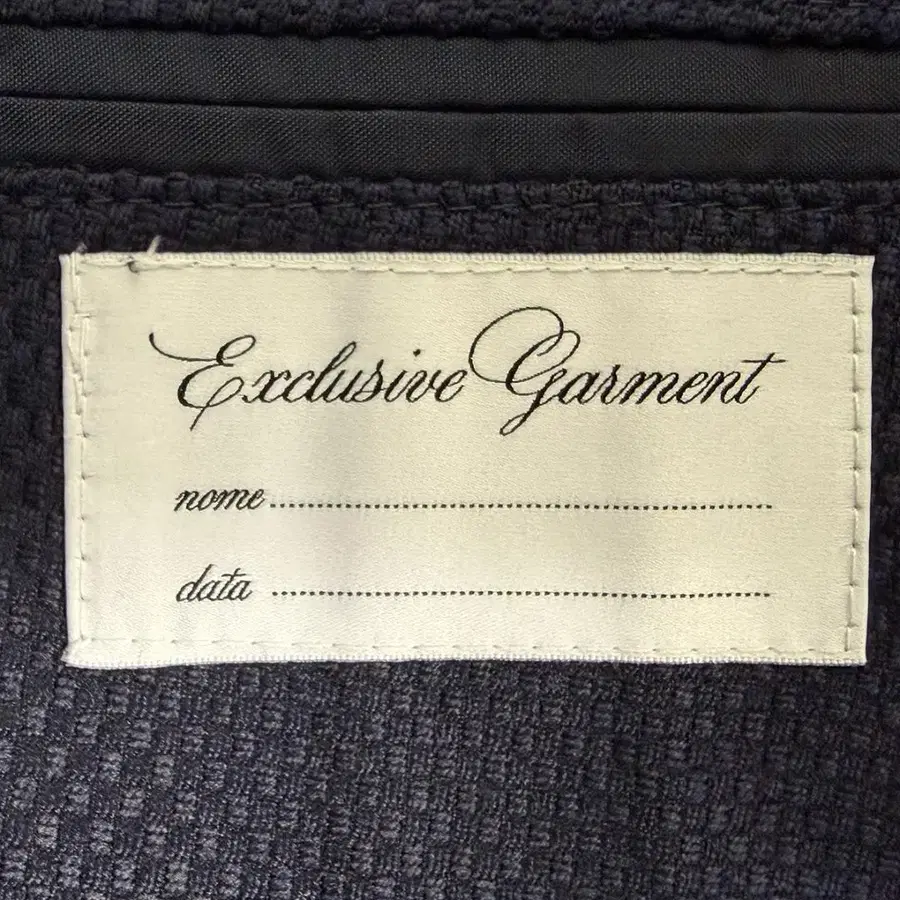 Exclusive Garment
nome..............................................................
data ..............................................................